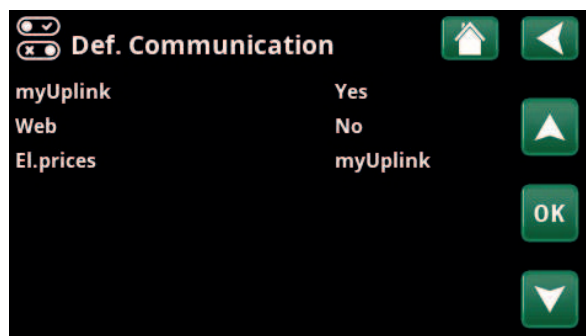 Def. Communication
myUplink Yes
Web No
El.prices myUplink
OK